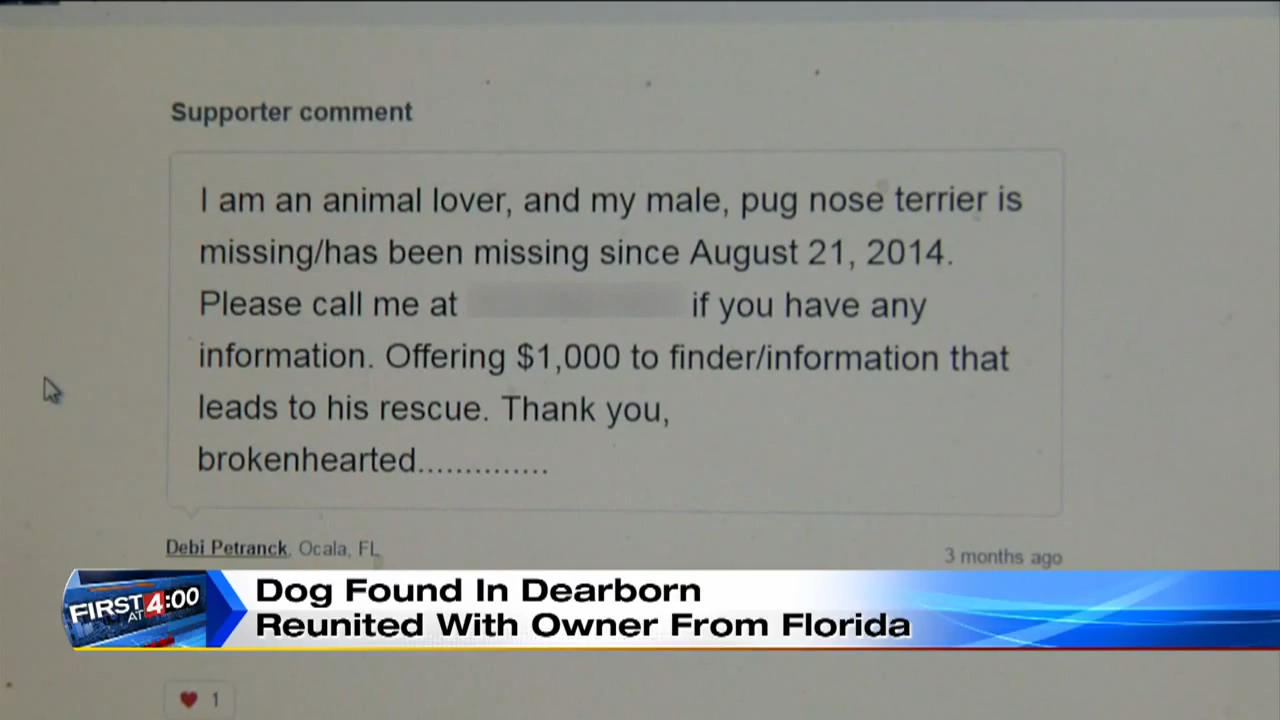 Supporter comment
I am an animal lover, and my male, pug nose terrier is
missing/has been missing since August 21, 2014.
Please call me at if you have any
information. Offering $1,000 to finder/information that
leads to his rescue. Thank you,
brokenhearted..............
Debi Petranck, Ocala, FL
3 months ago
FIRST AT 4:00
Dog Found In Dearborn
Reunited With Owner From Florida
1